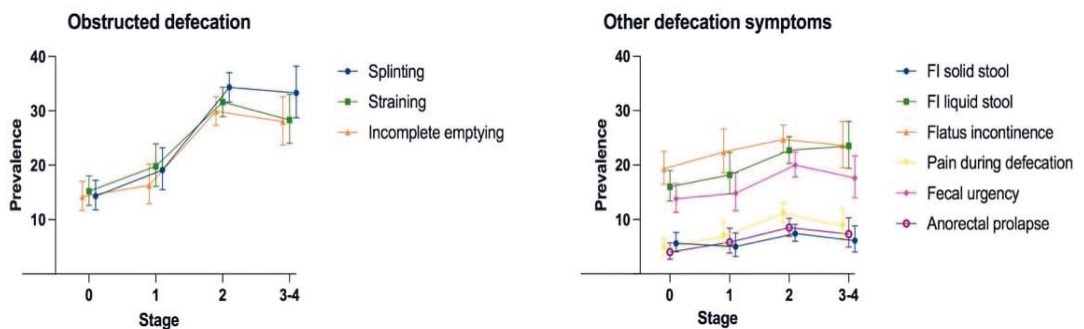 Obstructed defecation
40
30
20
10
Prevalence
0 1 2 3-4
Stage
Splinting
Straining
Incomplete emptying
Other defecation symptoms
40
30
20
10
Prevalence
0 1 2 3-4
Stage
FI solid stool
FI liquid stool
Flatus incontinence
Pain during defecation
Fecal urgency
Anorectal prolapse